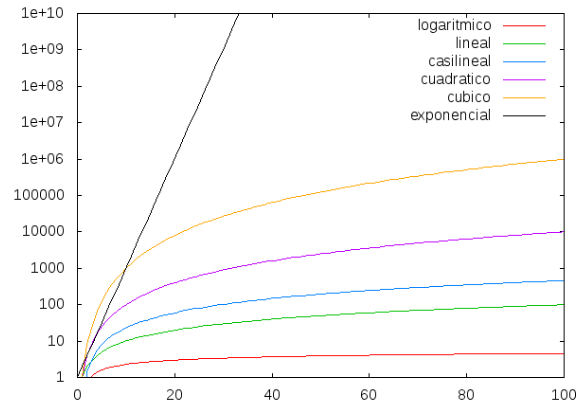 1e+10
1e+09
1e+08
1e+07
1e+06
100000
10000
1000
100
10
1
0 20 40 60 80 100
logaritmico
lineal
casilineal
cuadratico
cubico
exponencial